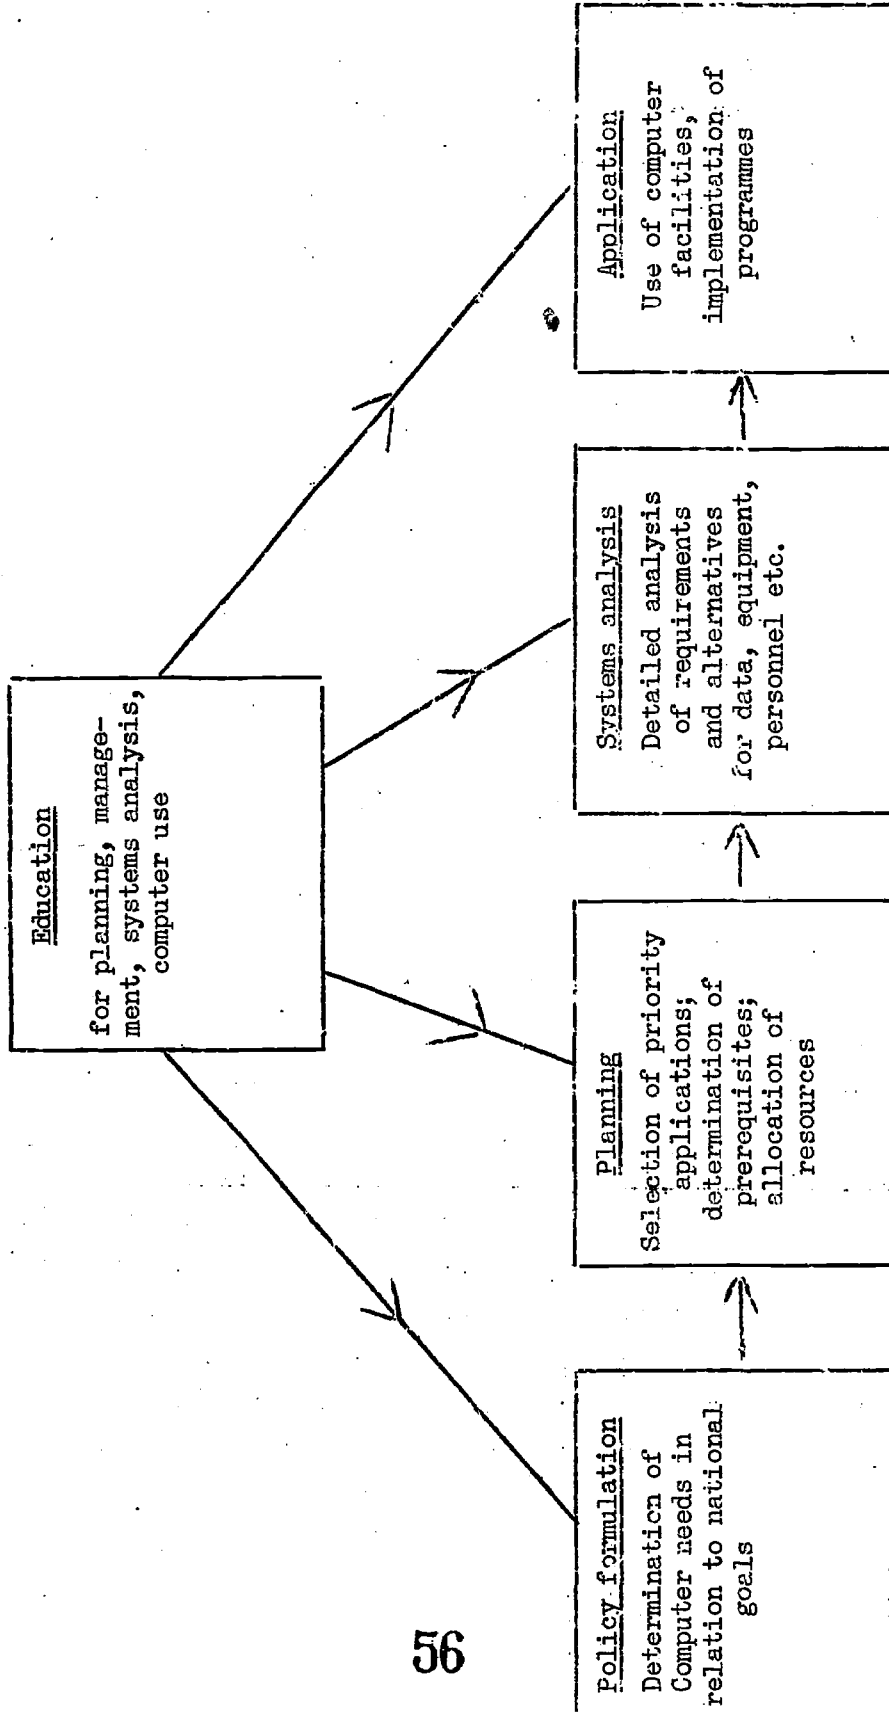 Education
for planning, manage-
ment, systems analysis,
computer use
Policy formulation
Determination of
Computer needs in
relation to national
goals
Planning
Selection of priority
applications;
determination of
prerequisites;
allocation of
resources
Systems analysis
Detailed analysis
of requirements
and alternatives
for data, equipment,
personnel etc.
Application
Use of computer
facilities,
implementation of
programmes
56